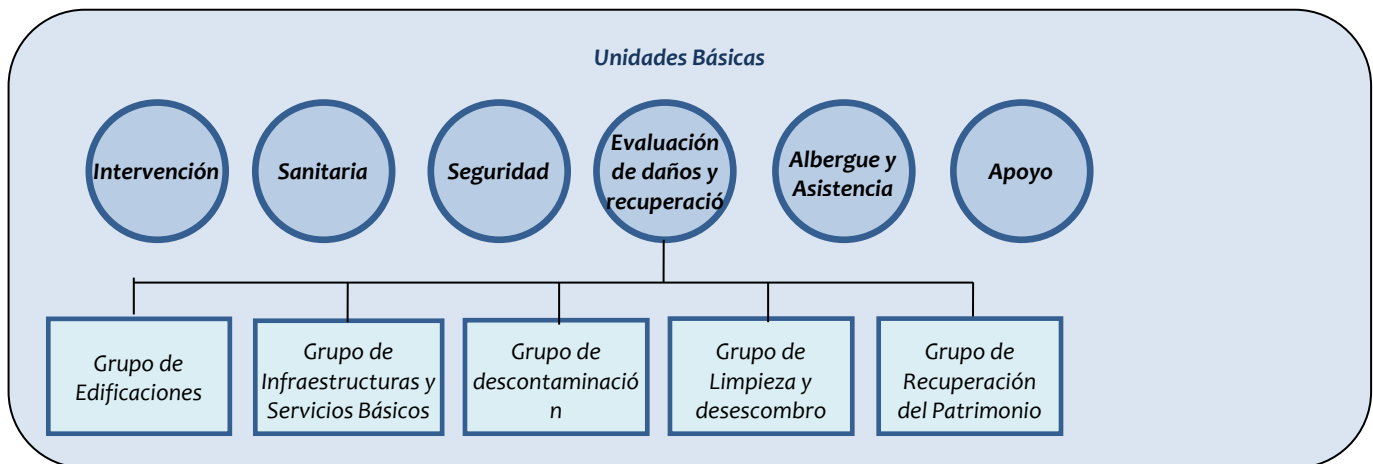 Unidades Básicas
Intervención
Sanitaria
Seguridad
Evaluación
de daños y
recuperació
Albergue y
Asistencia
Apoyo
Grupo de
Edificaciones
Grupo de
Infraestructuras y
Servicios Básicos
Grupo de
descontaminació
n
Grupo de
Limpieza y
desescombro
Grupo de
Recuperación
del Patrimonio